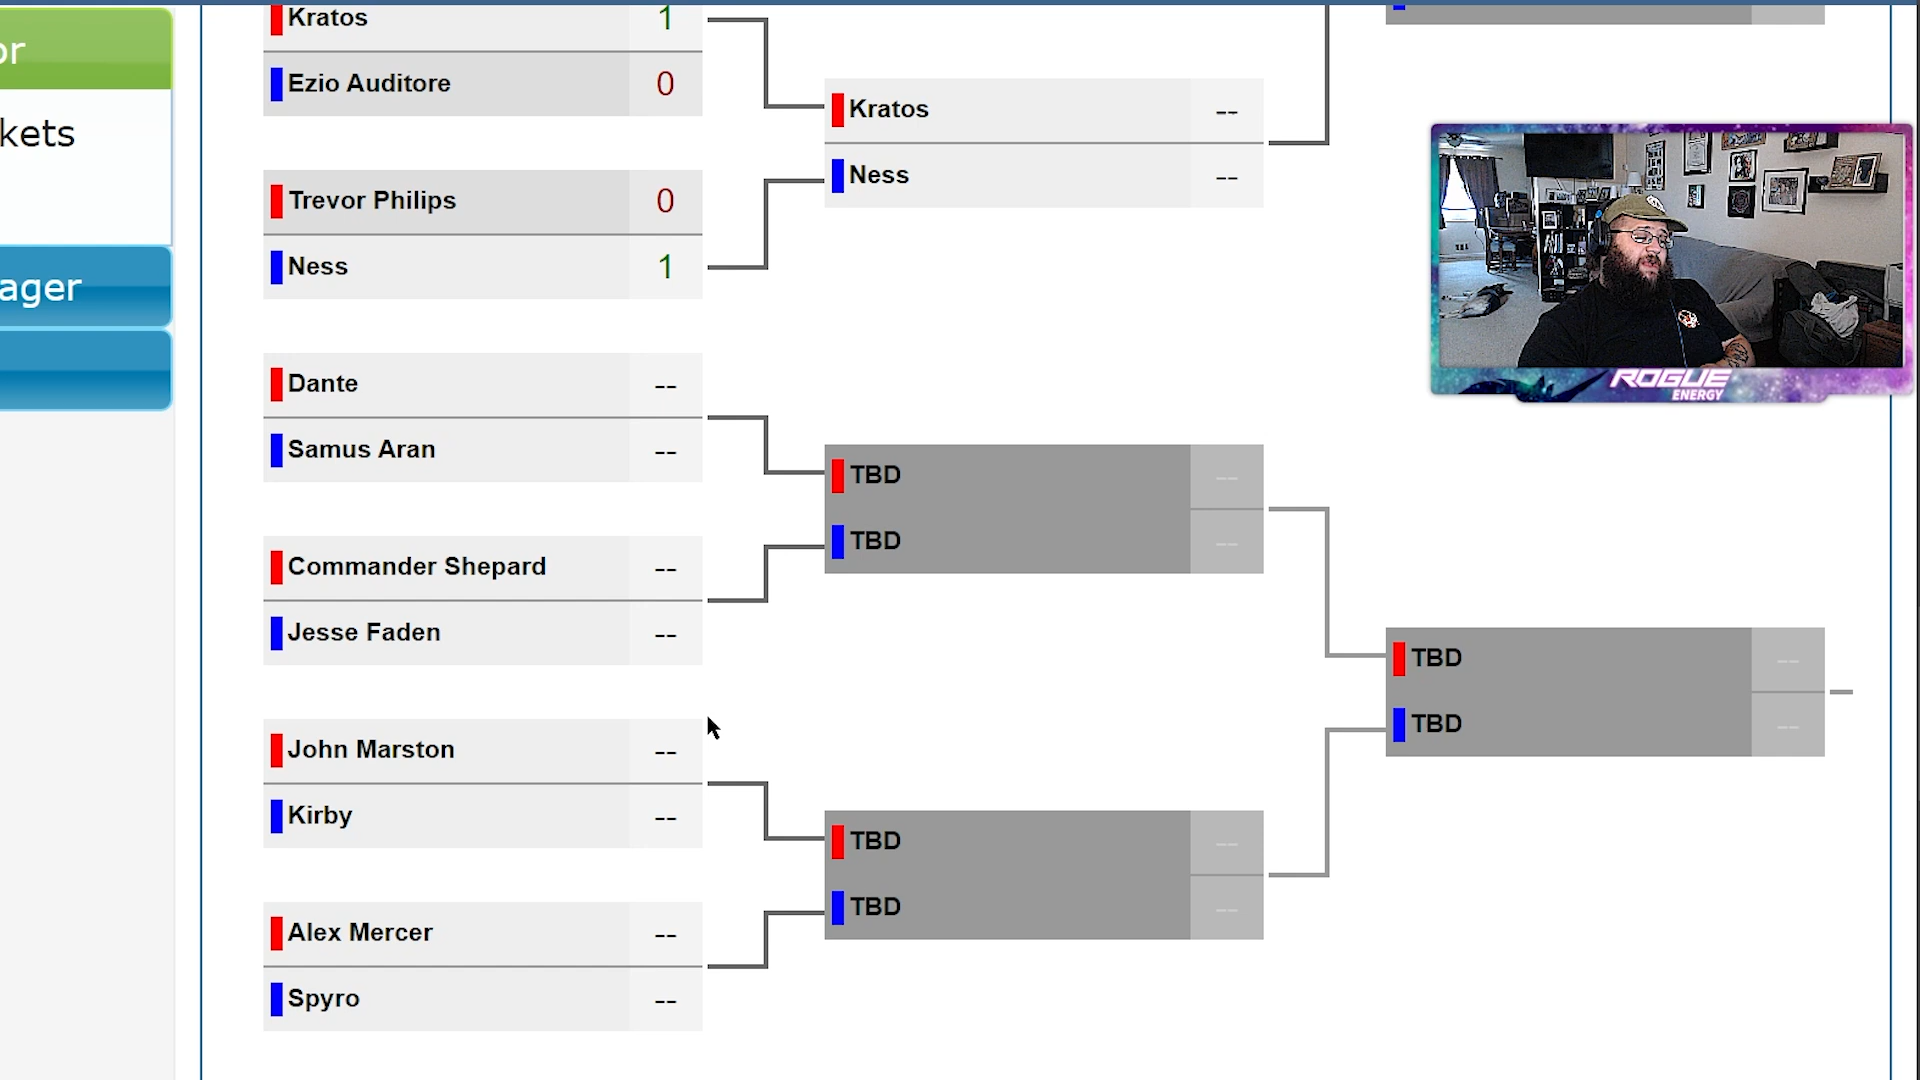 or
kets
ager
Kratos 1
Ezio Auditore 0
Trevor Philips 0
Ness 1
Dante --
Samus Aran --
Commander Shepard --
Jesse Faden --
John Marston --
Kirby --
Alex Mercer --
Spyro --
Kratos --
Ness --
TBD --
TBD --
TBD --
TBD --
TBD --
TBD --
ROGUE
ENERGY